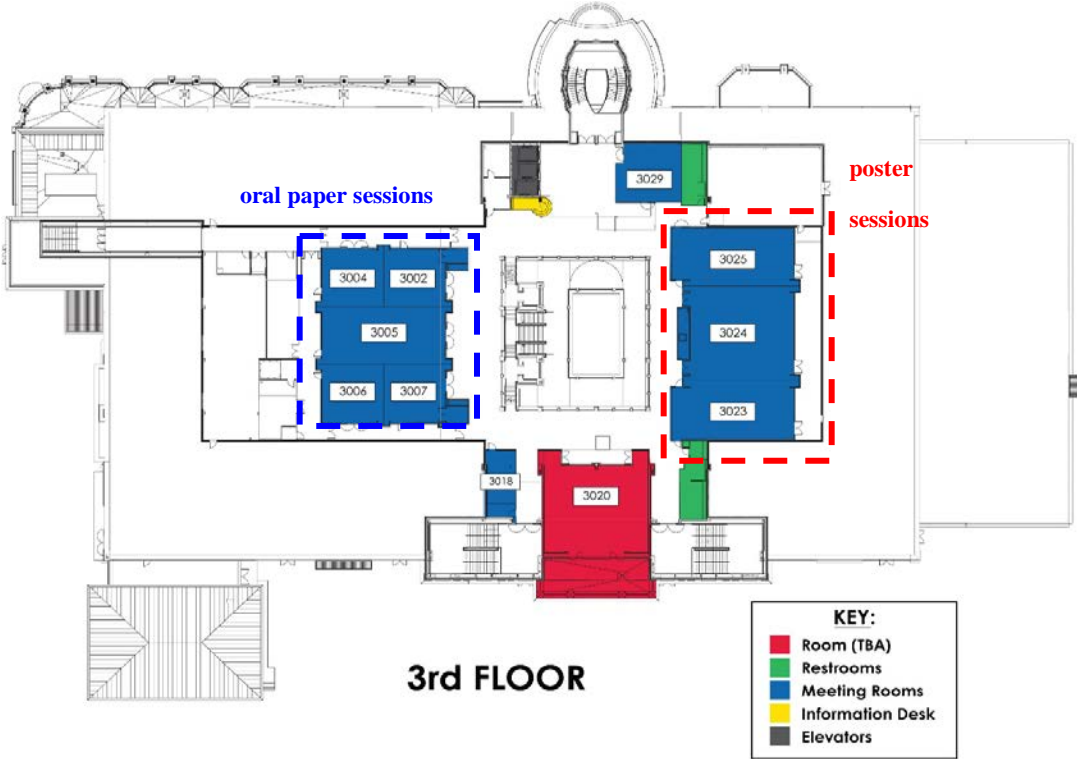 poster
3029
oral paper sessions
sessions
3004
3002
3025
3005
3024
3006
3007
3023
3018
3020
KEY:
Room (TBA)
Restrooms
3rd FLOOR
Meeting Rooms
Information Desk
Elevators